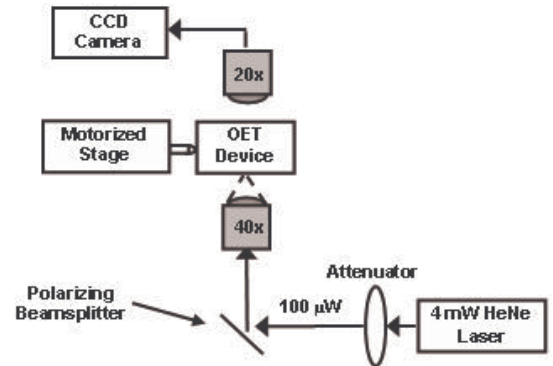 CCD
Camera
20x
Motorized
Stage
OET
Device
40x
Attenuator
Polarizing
Beamsplitter
100 μW
4 mW HeNe
Laser